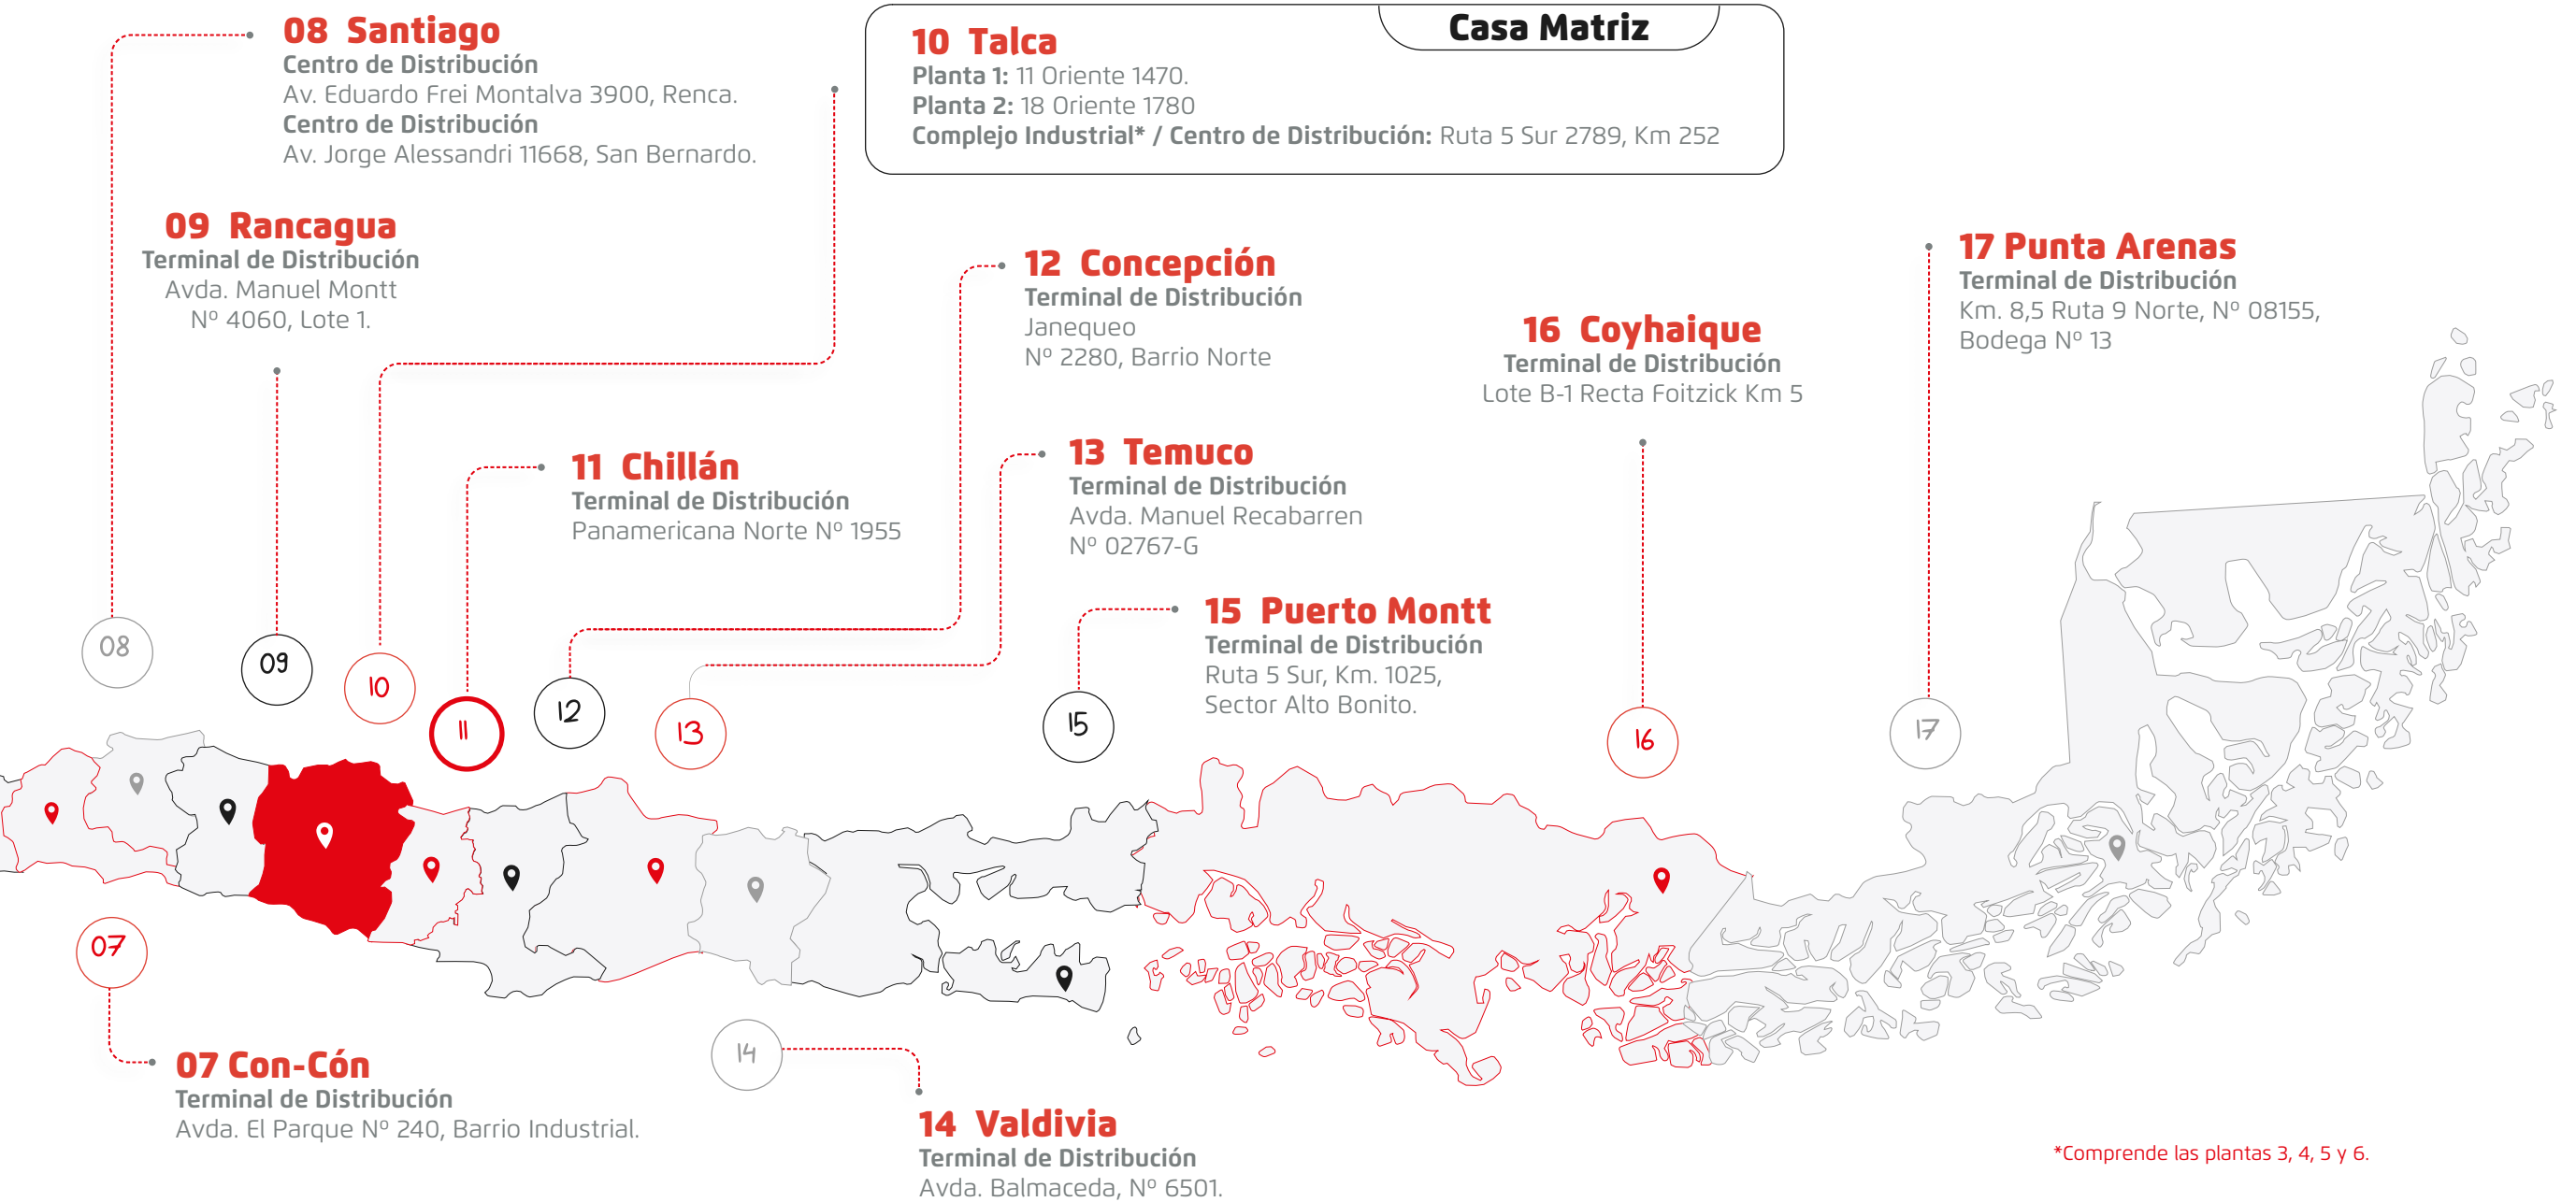 08 Santiago
Centro de Distribución
Av. Eduardo Frei Montalva 3900, Renca.
Centro de Distribución
Av. Jorge Alessandri 11668, San Bernardo.
Casa Matriz
10 Talca
Planta 1: 11 Oriente 1470.
Planta 2: 18 Oriente 1780
Complejo Industrial* / Centro de Distribución: Ruta 5 Sur 2789, Km 252
09 Rancagua
Terminal de Distribución
Avda. Manuel Montt
Nº 4060, Lote 1.
12 Concepción
Terminal de Distribución
Janequeo
Nº 2280, Barrio Norte
16 Coyhaique
Terminal de Distribución
Lote B-1 Recta Foitzick Km 5
17 Punta Arenas
Terminal de Distribución
Km. 8,5 Ruta 9 Norte, Nº 08155,
Bodega Nº 13
11 Chillán
Terminal de Distribución
Panamericana Norte Nº 1955
13 Temuco
Terminal de Distribución
Avda. Manuel Recabarren
Nº 02767-G
15 Puerto Montt
Terminal de Distribución
Ruta 5 Sur, Km. 1025,
Sector Alto Bonito.
08
09
10
11
12
13
15
16
17
07
14
07 Con-Cón
Terminal de Distribución
Avda. El Parque Nº 240, Barrio Industrial.
14 Valdivia
Terminal de Distribución
Avda. Balmaceda, Nº 6501.
*Comprende las plantas 3, 4, 5 y 6.